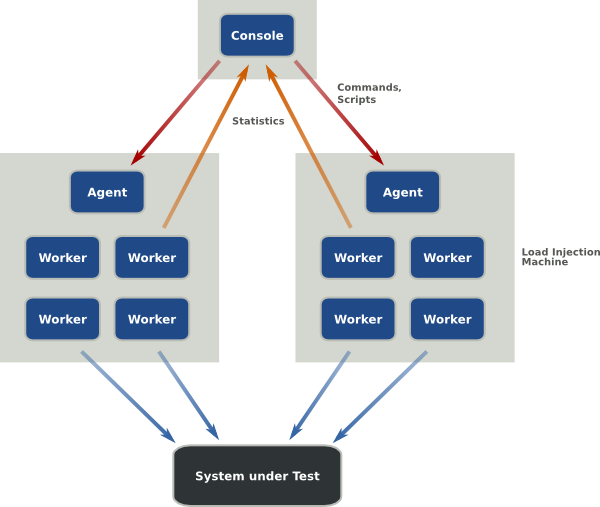 Console
Commands,
Scripts
Statistics
Agent
Agent
Worker
Worker
Worker
Worker
Load Injection
Machine
Worker
Worker
Worker
Worker
System under Test